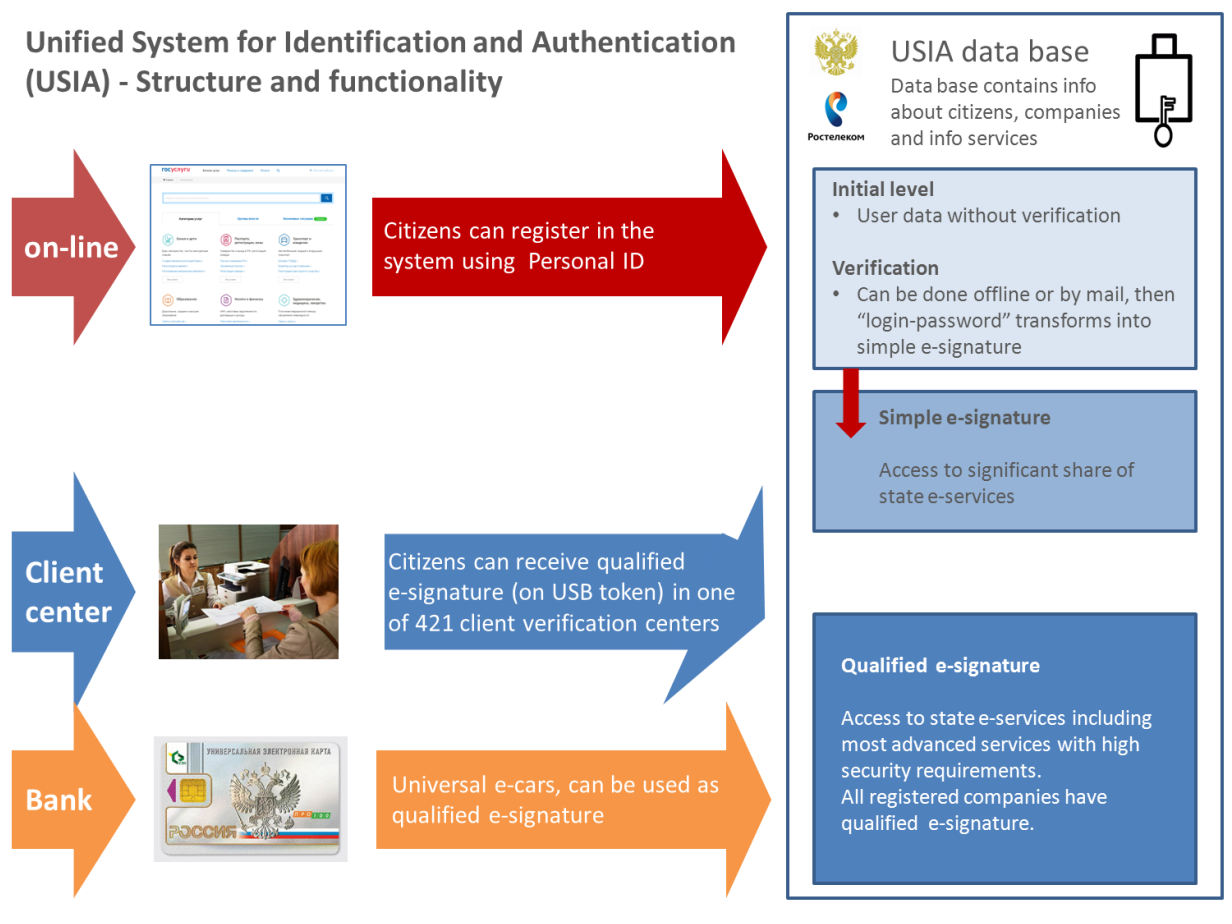 Unified System for Identification and Authentication
(USIA) - Structure and functionality
on-line
госуслуги
Citizens can register in the
system using Personal ID
Client
center
Citizens can receive qualified
e-signature (on USB token) in one
of 421 client verification centers
Bank
УНИВЕРСАЛЬНАЯ ЭЛЕКТРОННАЯ КАРТА
ПРО100
РОССИЯ
Universal e-cars, can be used as
qualified e-signature
USIA data base
Data base contains info
about citizens, companies
and info services
Ростелеком
Initial level
• User data without verification
Verification
• Can be done offline or by mail, then
“login-password” transforms into
simple e-signature
Simple e-signature
Access to significant share of
state e-services
Qualified e-signature
Access to state e-services including
most advanced services with high
security requirements.
All registered companies have
qualified e-signature.